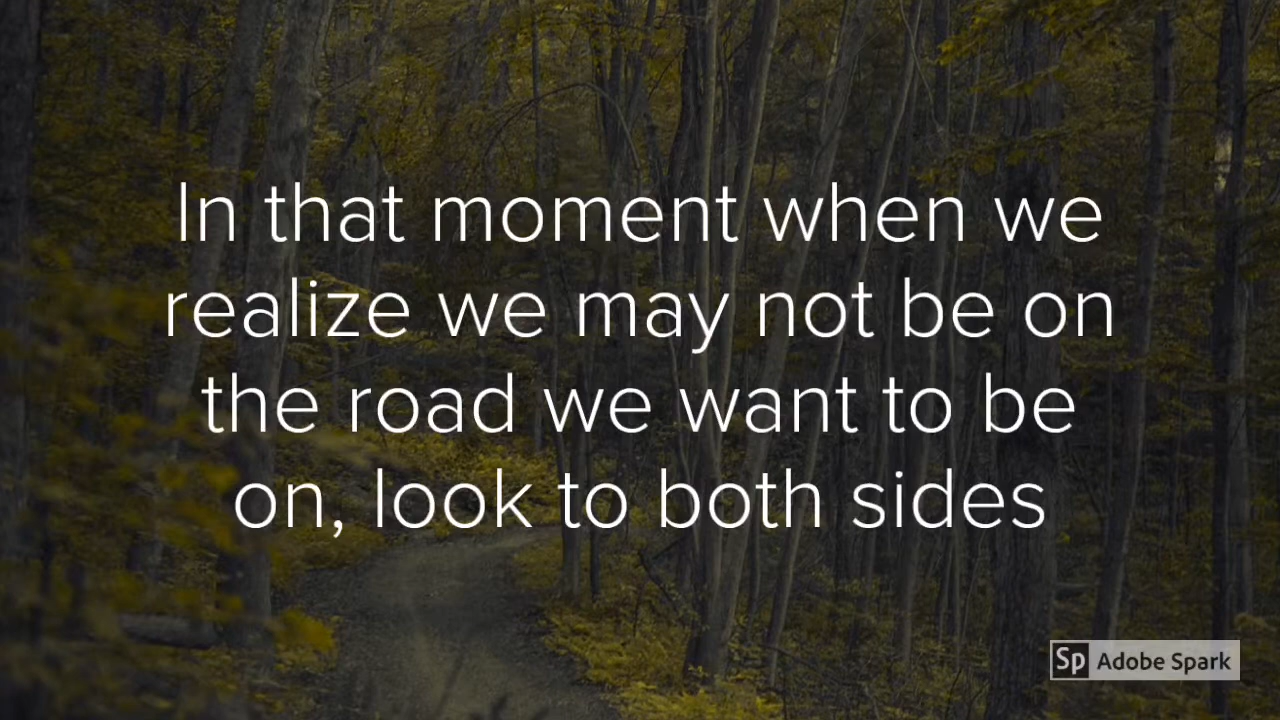 In that moment when we
realize we may not be on
the road we want to be
on, look to both sides
Sp Adobe Spark